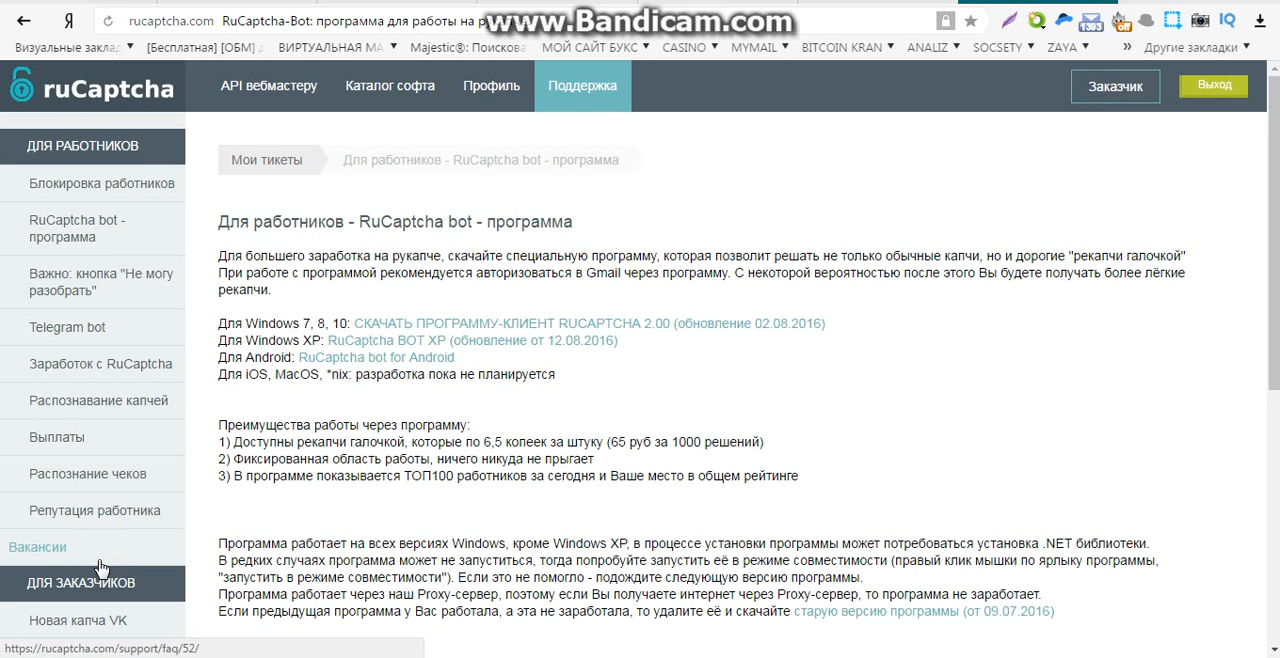 Я rucaptcha.com RuCaptcha-Bot: программа для работы на
www.Bandicam.com
1393
off
IQ
Визуальные заклад [Бесплатная] [ОБМ] ВИРТУАЛЬНАЯ МА Majestic®: Поискова МОЙ САЙТ БУКС CASINO MYMAIL BITCOIN KRAN ANALIZ SOCSETY ZAYA » Другие закладки
ruCaptcha API вебмастеру Каталог софта Профиль Поддержка Заказчик Выход
ДЛЯ РАБОТНИКОВ
Блокировка работников
RuCaptcha bot -
программа
Важно: кнопка "Не могу
разобрать"
Telegram bot
Заработок с RuCaptcha
Распознавание капчей
Выплаты
Распознание чеков
Репутация работника
Вакансии
ДЛЯ ЗАКАЗЧИКОВ
Новая капча VK
https://rucaptcha.com/support/faq/52/
Мои тикеты Для работников - RuCaptcha bot - программа
Для работников - RuCaptcha bot - программа
Для большего заработка на рукапче, скачайте специальную программу, которая позволит решать не только обычные капчи, но и дорогие "рекапчи галочкой"
При работе с программой рекомендуется авторизоваться в Gmail через программу. С некоторой вероятностью после этого Вы будете получать более лёгкие
рекапчи.
Для Windows 7, 8, 10: СКАЧАТЬ ПРОГРАММУ-КЛИЕНТ RUCAPTCHA 2.00 (обновление 02.08.2016)
Для Windows XP: RuCaptcha BOT XP (обновление от 12.08.2016)
Для Android: RuCaptcha bot for Android
Для iOS, MacOS, *nix: разработка пока не планируется
Преимущества работы через программу:
1) Доступны рекапчи галочкой, которые по 6,5 копеек за штуку (65 руб за 1000 решений)
2) Фиксированная область работы, ничего никуда не прыгает
3) В программе показывается ТОП100 работников за сегодня и Ваше место в общем рейтинге
Программа работает на всех версиях Windows, кроме Windows XP, в процессе установки программы может потребоваться установка .NET библиотеки.
В редких случаях программа может не запуститься, тогда попробуйте запустить её в режиме совместимости (правый клик мышки по ярлыку программы,
"запустить в режиме совместимости"). Если это не помогло - подождите следующую версию программы.
Программа работает через наш Proxy-сервер, поэтому если Вы получаете интернет через Proxy-сервер, то программа не заработает.
Если предыдущая программа у Вас работала, а эта не заработала, то удалите её и скачайте старую версию программы (от 09.07.2016)